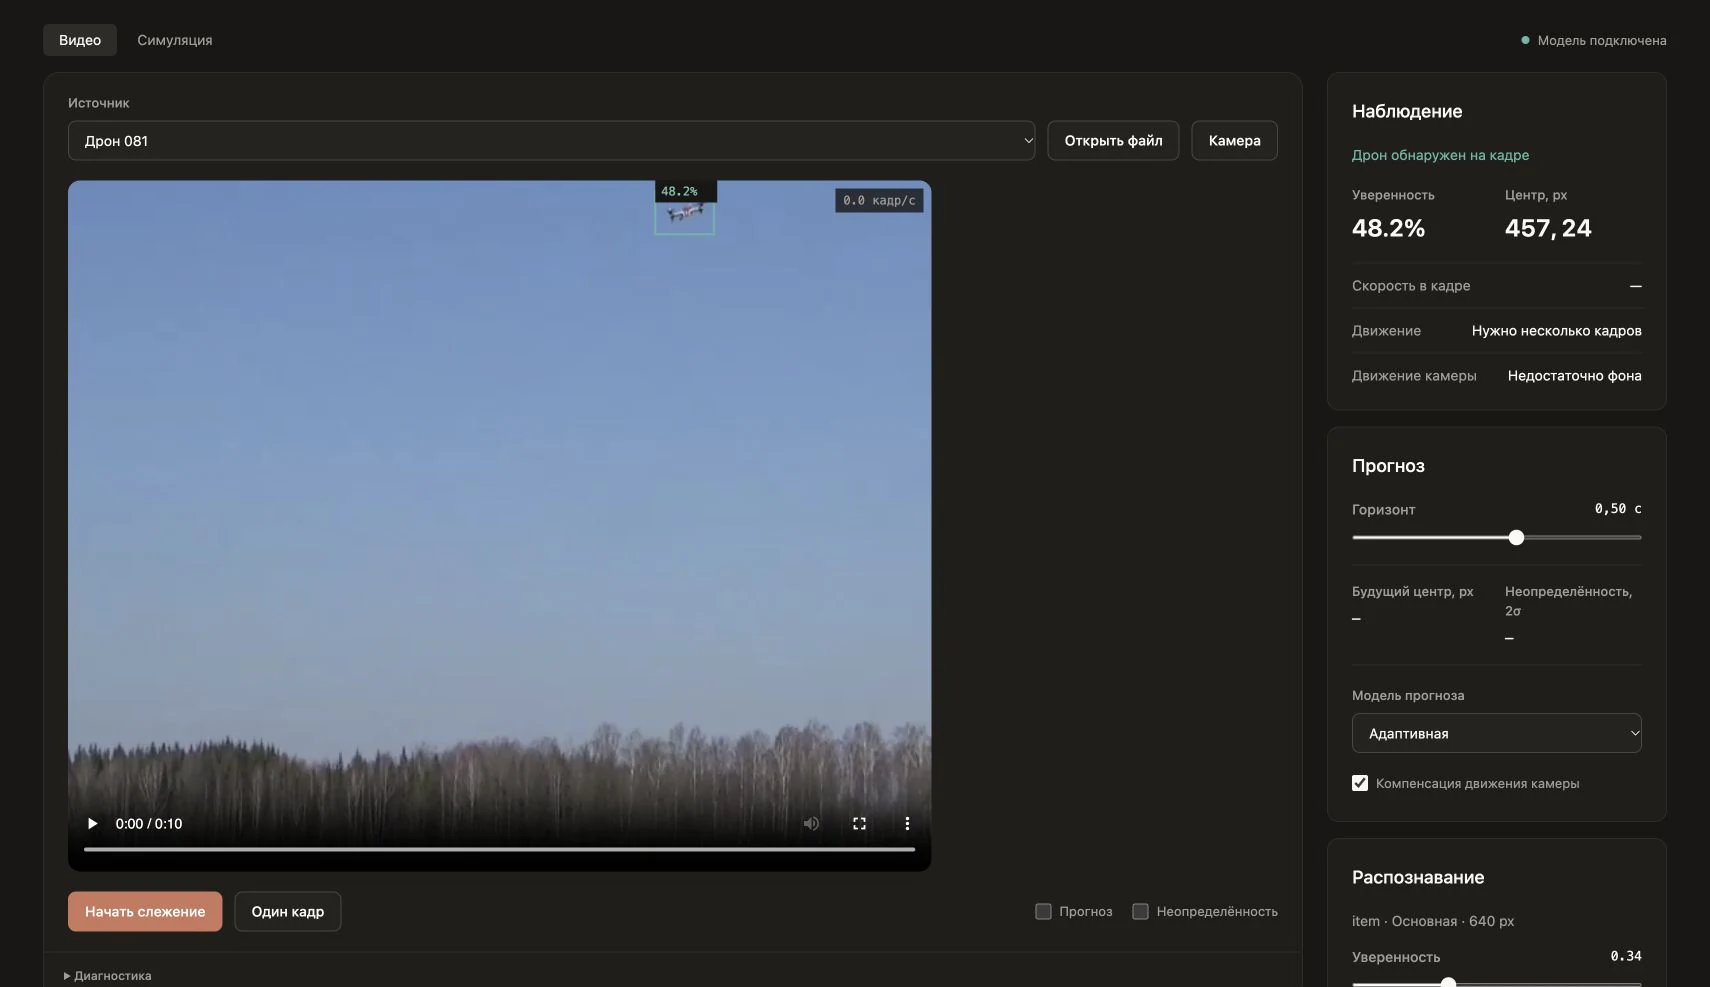 Видео
Симуляция
Модель подключена
Источник
Дрон 081
Открыть файл
Камера
48.2%
0.0 кадр/с
0:00 / 0:10
Начать слежение
Один кадр
Прогноз
Неопределённость
Диагностика
Наблюдение
Дрон обнаружен на кадре
Уверенность
Центр, px
48.2%
457, 24
Скорость в кадре
—
Движение
Нужно несколько кадров
Движение камеры
Недостаточно фона
Прогноз
Горизонт
0,50 с
Будущий центр, px
Неопределённость,
2σ
–
–
Модель прогноза
Адаптивная
Компенсация движения камеры
Распознавание
item · Основная · 640 px
Уверенность
0.34